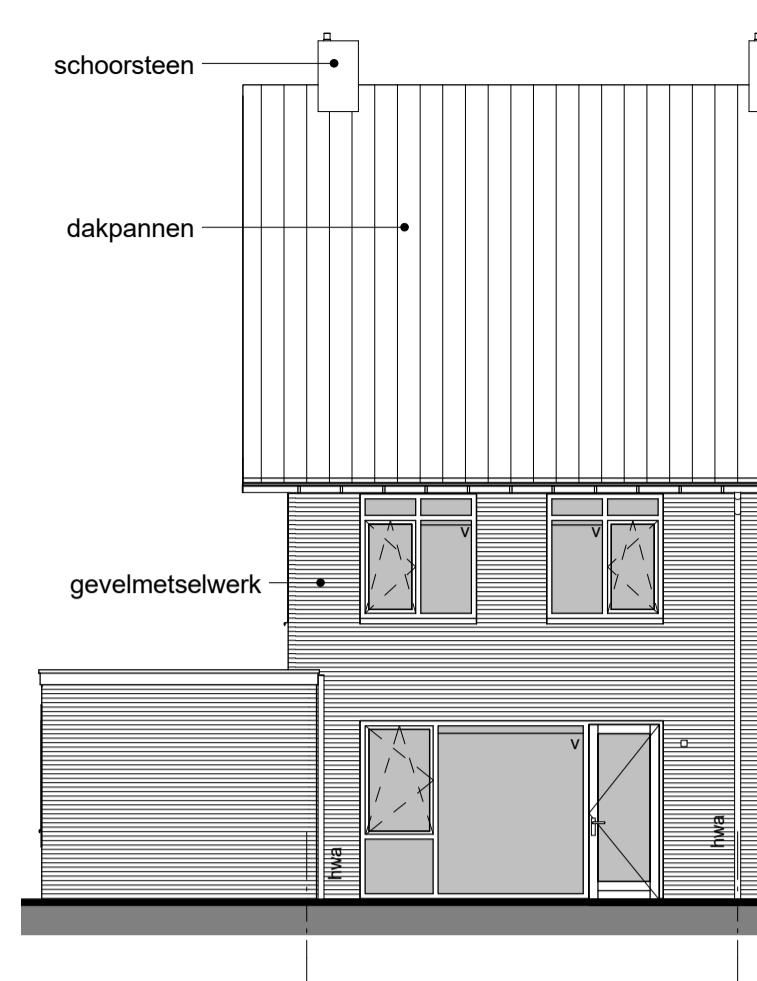 schoorsteen
dakpannen
v
v
gevelmetselwerk
v
hwa
hwa